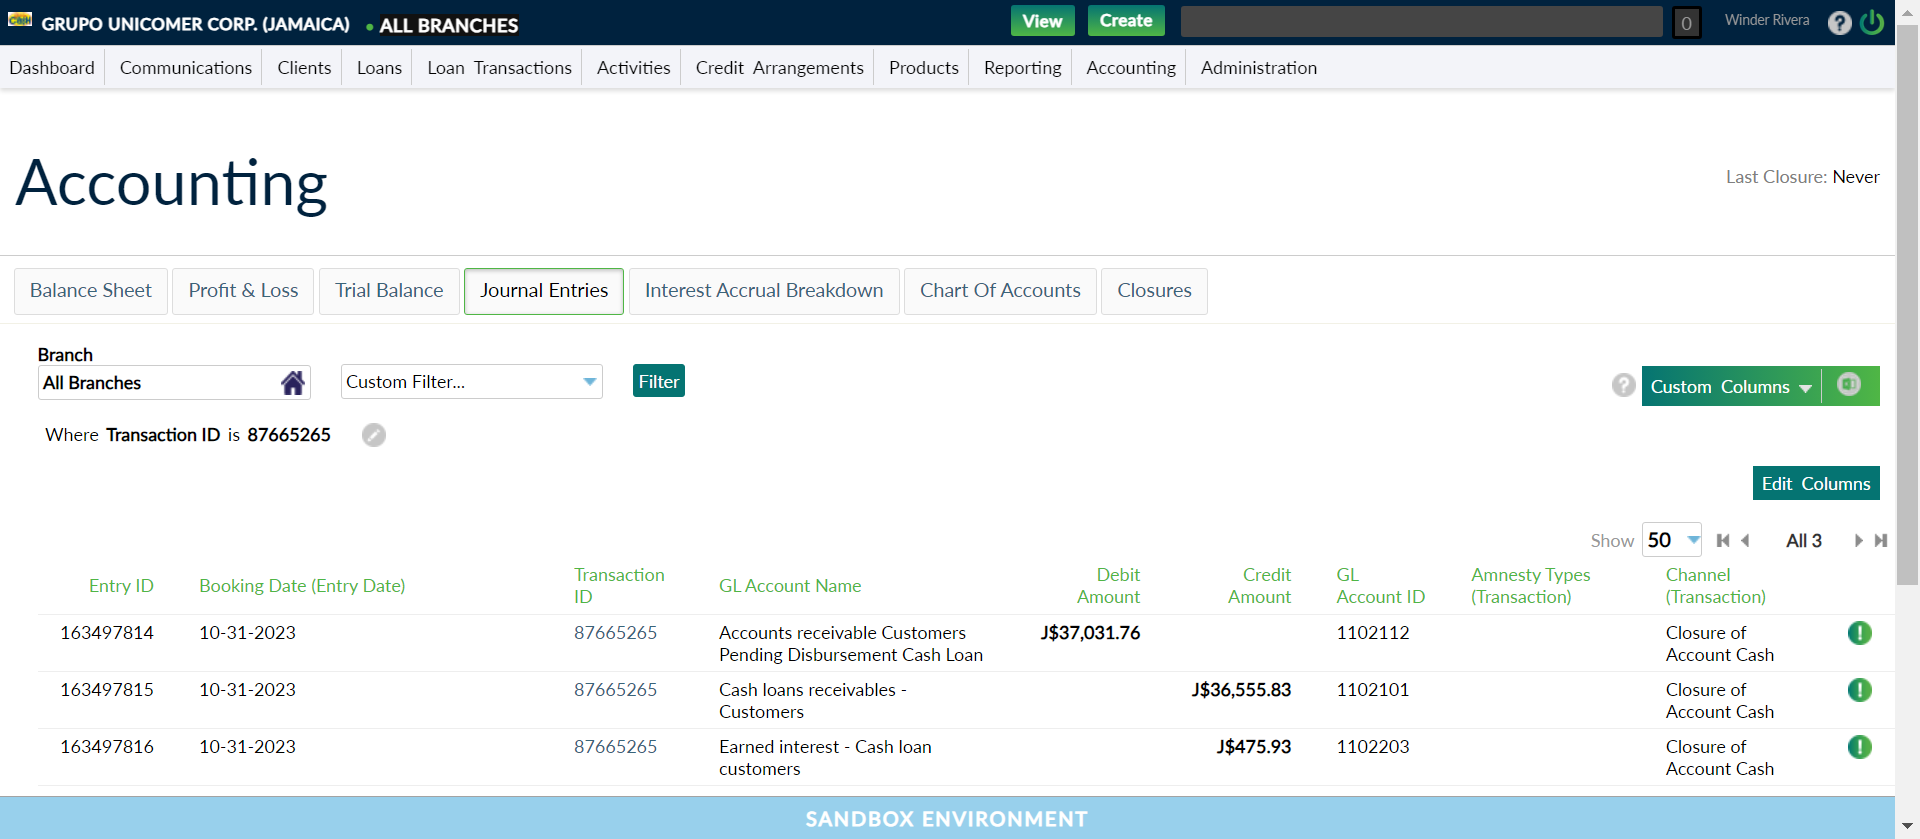 Cash GRUPO UNICOMER CORP. (JAMAICA) • ALL BRANCHES View Create 0 Winder Rivera ?
Dashboard Communications Clients Loans Loan Transactions Activities Credit Arrangements Products Reporting Accounting Administration
Accounting
Last Closure: Never
Balance Sheet Profit & Loss Trial Balance Journal Entries Interest Accrual Breakdown Chart Of Accounts Closures
Branch
All Branches Custom Filter... Filter ? Custom Columns
Where Transaction ID is 87665265
Edit Columns
Show 50 All 3
Entry ID Booking Date (Entry Date) Transaction ID GL Account Name Debit Amount Credit Amount GL Account ID Amnesty Types (Transaction) Channel (Transaction)
163497814 10-31-2023 87665265 Accounts receivable Customers Pending Disbursement Cash Loan J$37,031.76 1102112 Closure of Account Cash !
163497815 10-31-2023 87665265 Cash loans receivables - Customers J$36,555.83 1102101 Closure of Account Cash !
163497816 10-31-2023 87665265 Earned interest - Cash loan customers J$475.93 1102203 Closure of Account Cash !
SANDBOX ENVIRONMENT